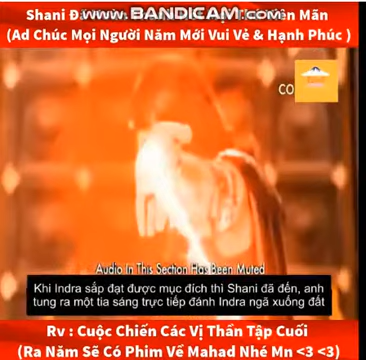 Shani Đ
WWW.BANDICAM.COM
ên Mãn
(Ad Chúc Mọi Người Năm Mới Vui Vẻ & Hạnh Phúc )
CO
Audio In This Section Has Been Muted
Khi Indra sắp đạt được mục đích thì Shani đã đến, anh
tung ra một tia sáng trực tiếp đánh Indra ngã xuống đất
Rv : Cuộc Chiến Các Vị Thần Tập Cuối
(Ra Năm Sẽ Có Phim Về Mahad Nhé Mn <3 <3)